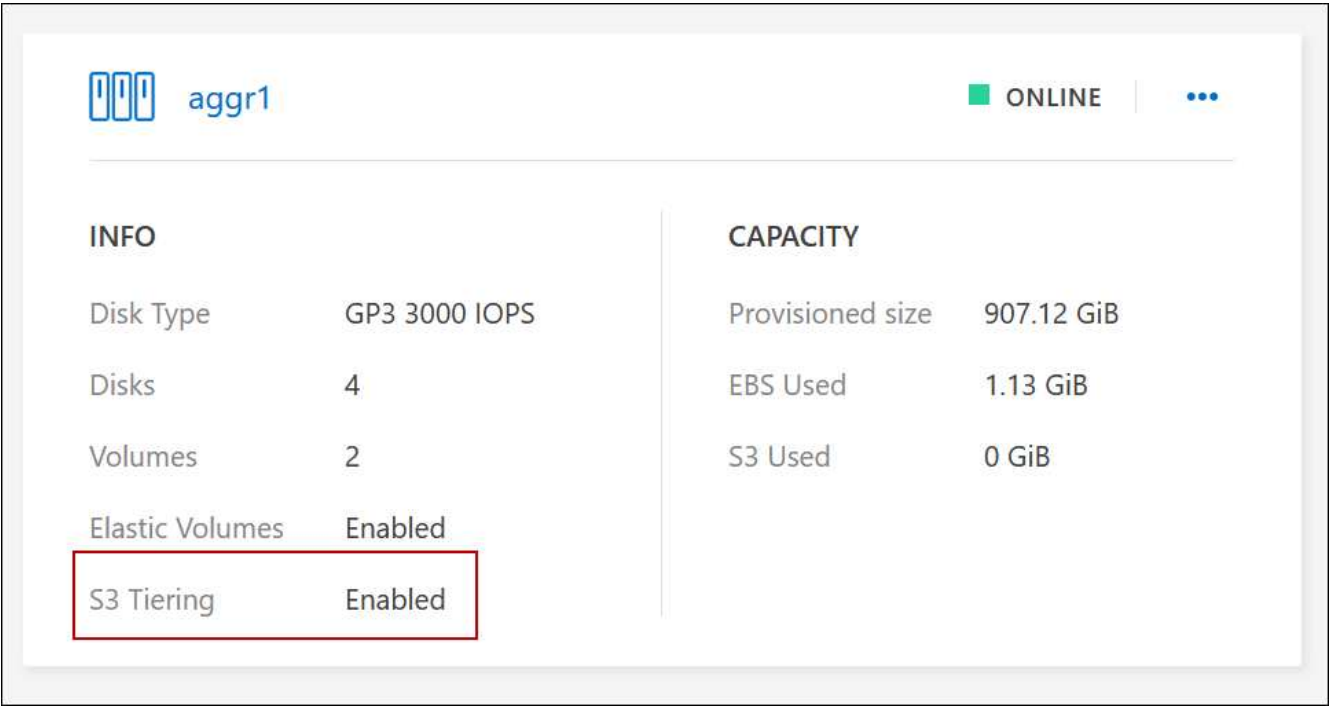 aggr1
ONLINE
INFO
Disk Type GP3 3000 IOPS
Disks 4
Volumes 2
Elastic Volumes Enabled
S3 Tiering Enabled
CAPACITY
Provisioned size 907.12 GiB
EBS Used 1.13 GiB
S3 Used 0 GiB